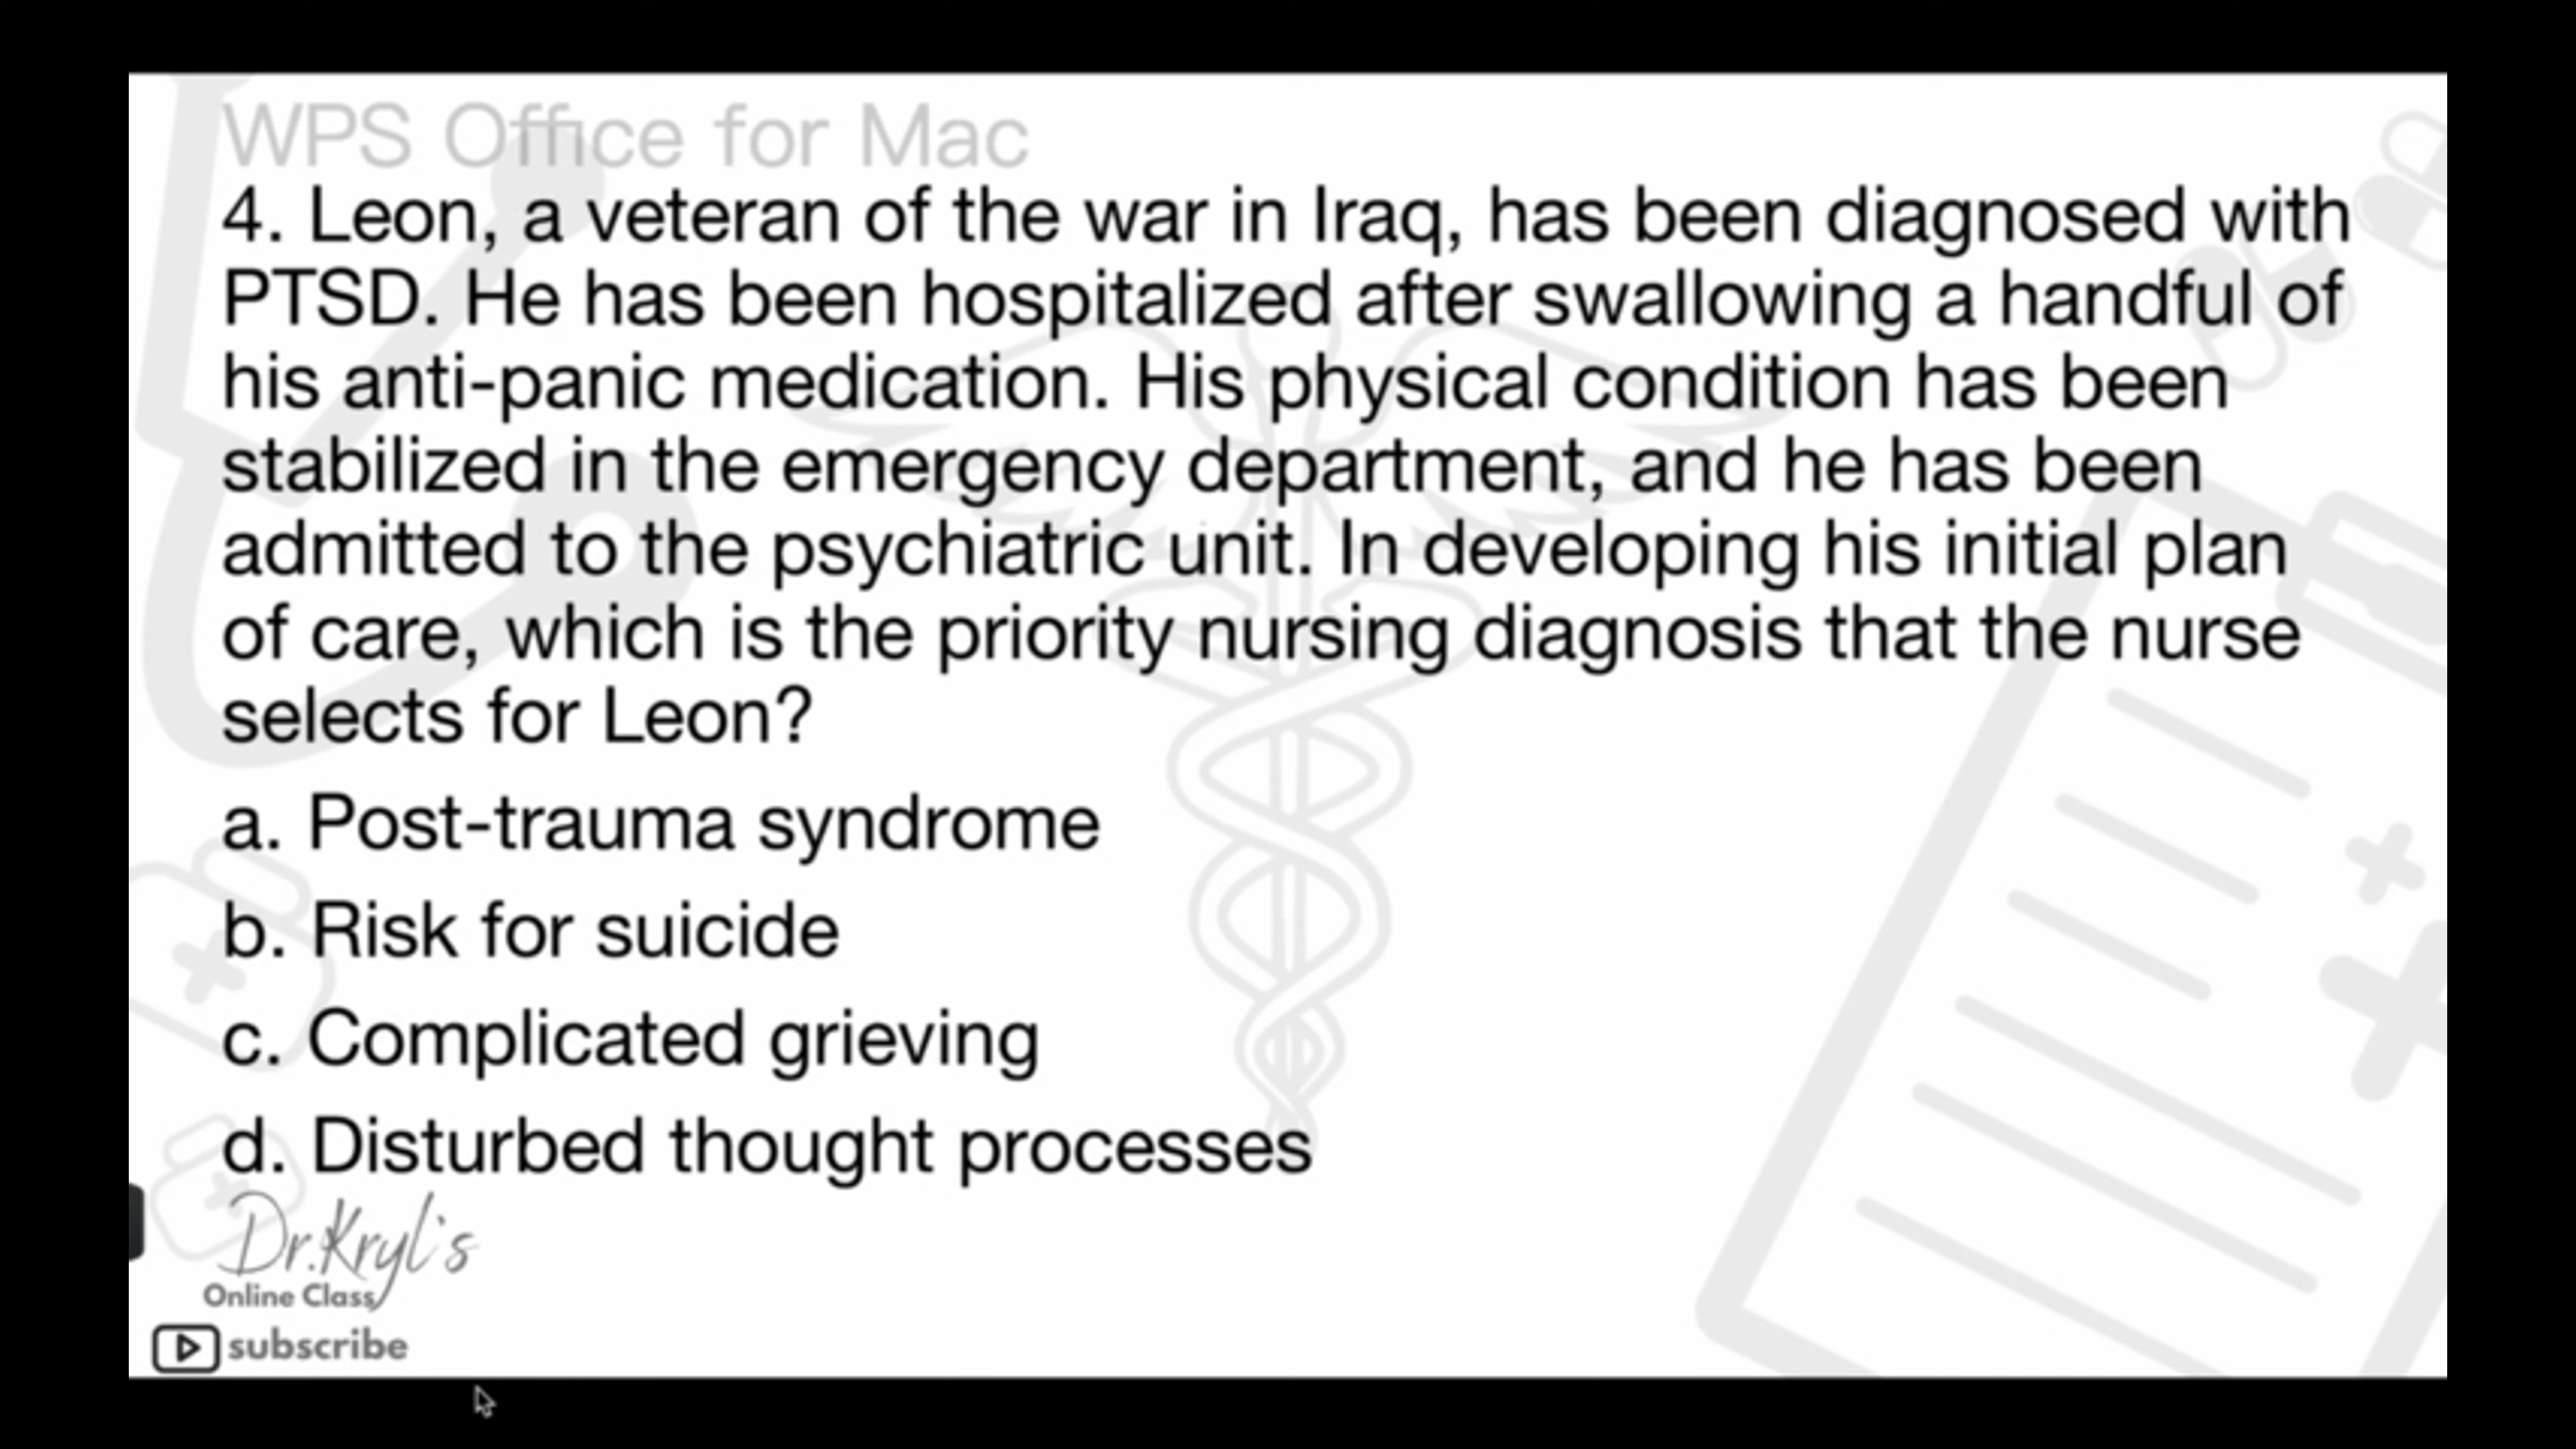 WPS Office for Mac
4. Leon, a veteran of the war in Iraq, has been diagnosed with
PTSD. He has been hospitalized after swallowing a handful of
his anti-panic medication. His physical condition has been
stabilized in the emergency department, and he has been
admitted to the psychiatric unit. In developing his initial plan
of care, which is the priority nursing diagnosis that the nurse
selects for Leon?
a. Post-trauma syndrome
b. Risk for suicide
c. Complicated grieving
d. Disturbed thought processes
Dr.Kryl's
Online Class
subscribe